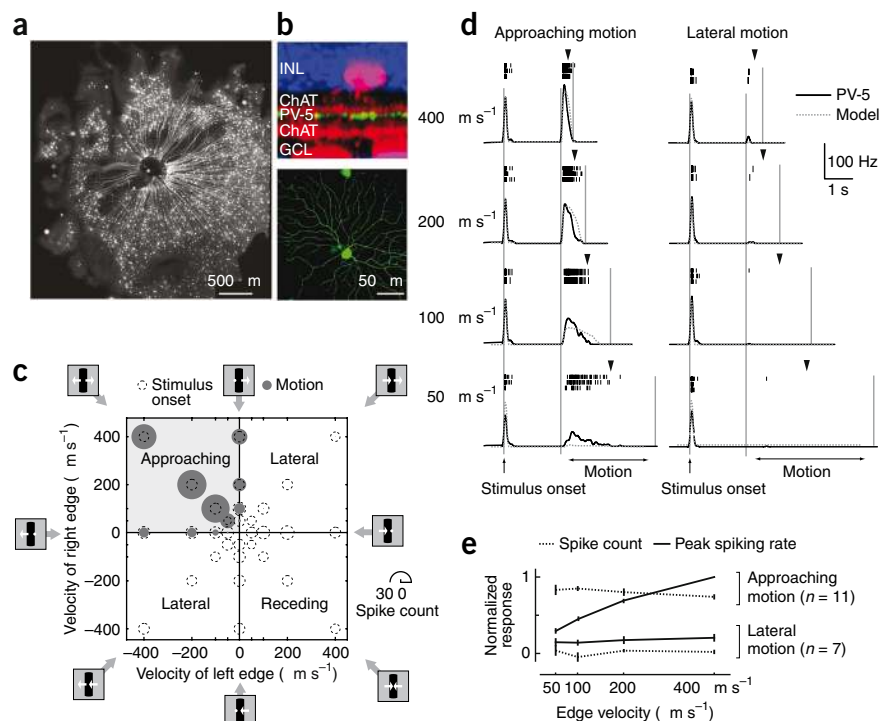 a
500 m
b
INL
ChAT
PV-5
ChAT
GCL
50 m
c
Stimulus onset
Motion
Velocity of right edge ( m s⁻¹)
400
200
0
−200
−400
Approaching
Lateral
Lateral
Receding
−400 −200 0 200 400
Velocity of left edge ( m s⁻¹)
30 0
Spike count
d
Approaching motion
Lateral motion
PV-5
Model
100 Hz
1 s
400 m s⁻¹
200 m s⁻¹
100 m s⁻¹
50 m s⁻¹
Motion
Motion
Stimulus onset
Stimulus onset
e
Spike count
Peak spiking rate
Normalized
response
1
0
Approaching
motion (n = 11)
Lateral
motion (n = 7)
50 100 200 400 m s⁻¹
Edge velocity ( m s⁻¹)